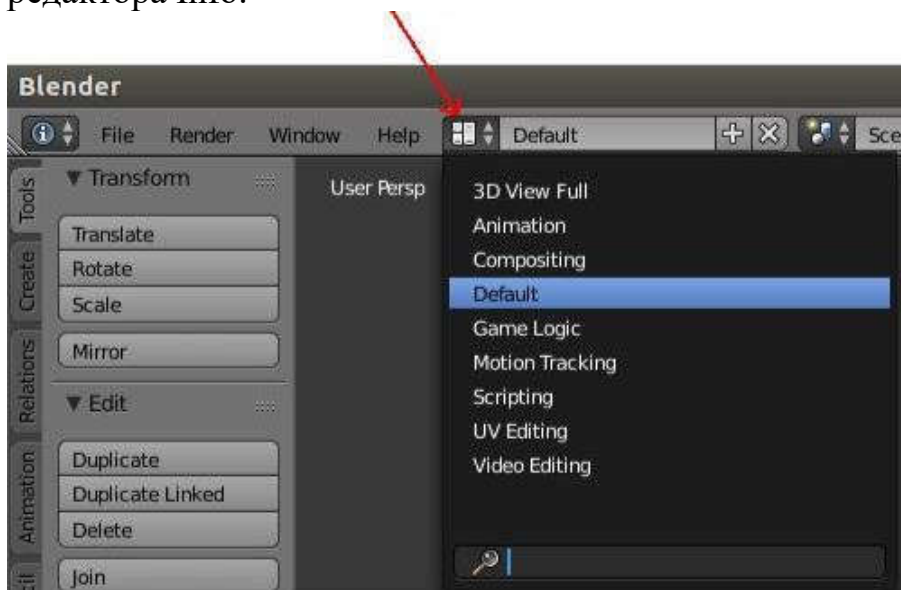 редактора Info:
Blender
File Render Window Help Default Sce
Tools
Create
Relations
Animation
Transform
Translate
Rotate
Scale
Mirror
Edit
Duplicate
Duplicate Linked
Delete
Join
User Persp
3D View Full
Animation
Compositing
Default
Game Logic
Motion Tracking
Scripting
UV Editing
Video Editing